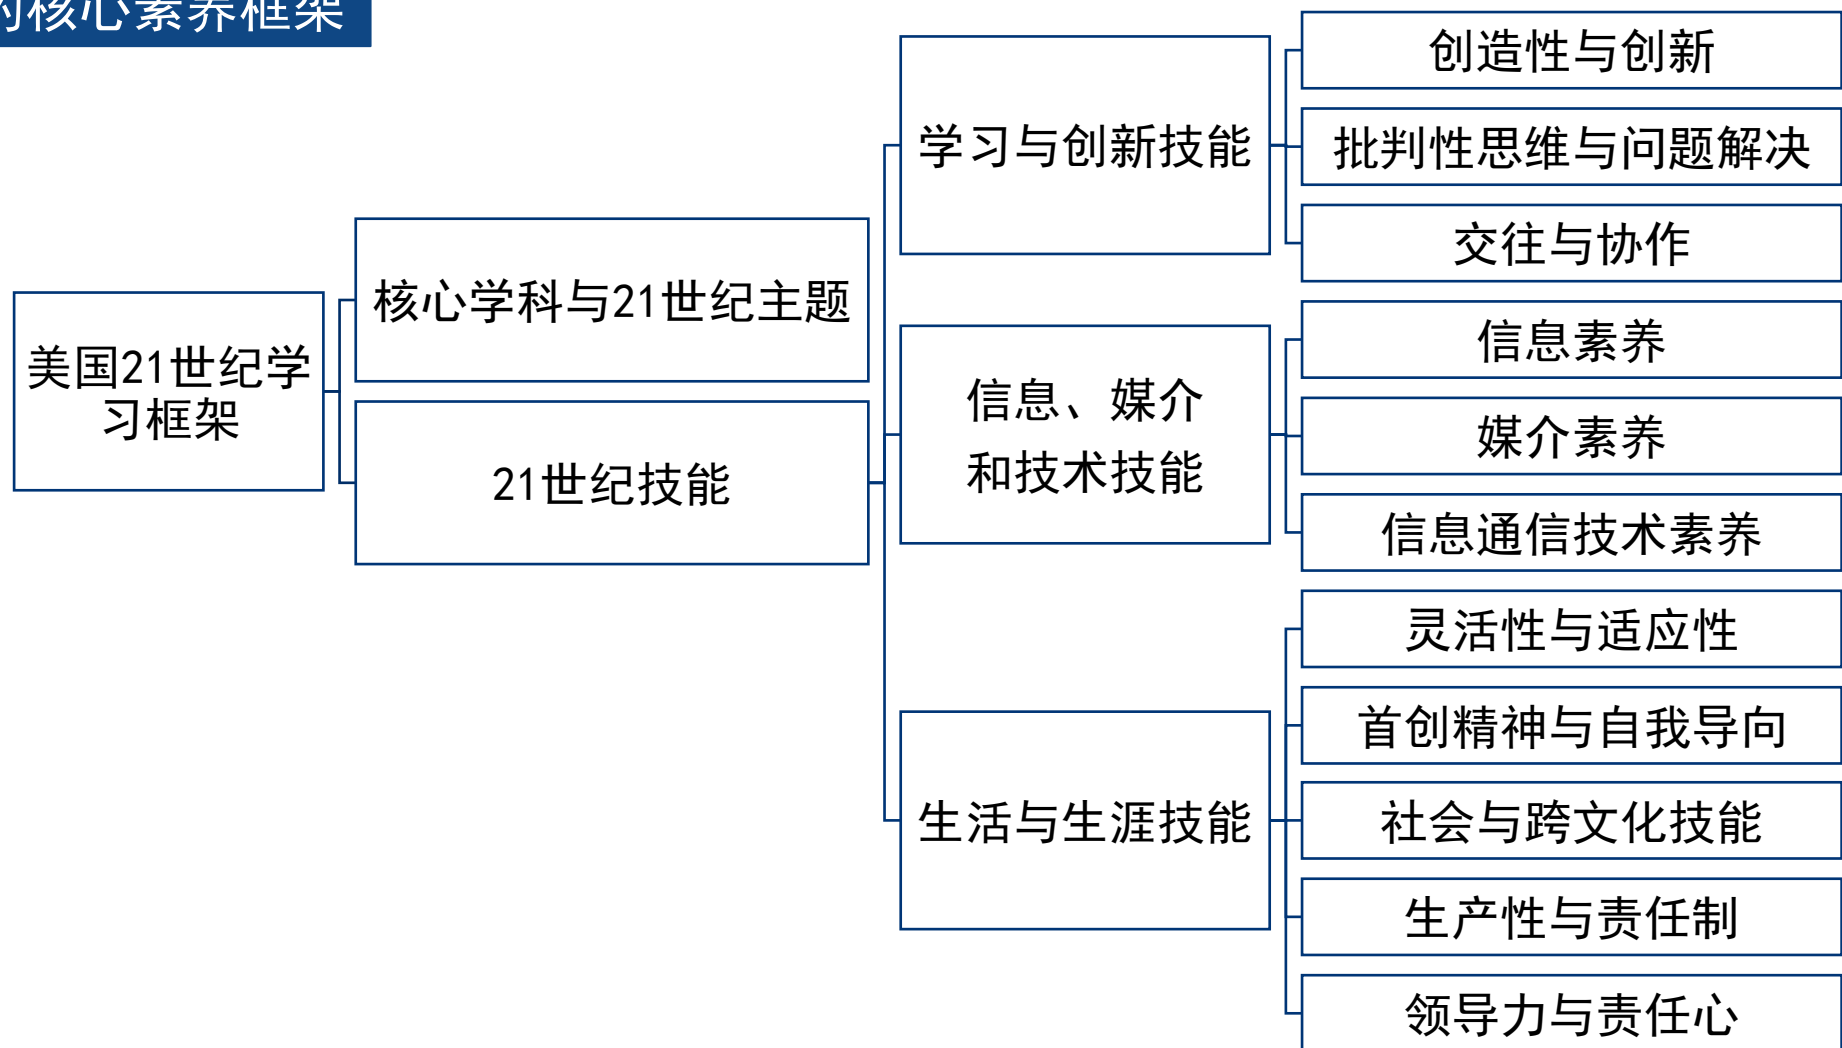 的核心素养框架
美国21世纪学
习框架
核心学科与21世纪主题
21世纪技能
学习与创新技能
创造性与创新
批判性思维与问题解决
交往与协作
信息、媒介
和技术技能
信息素养
媒介素养
信息通信技术素养
生活与生涯技能
灵活性与适应性
首创精神与自我导向
社会与跨文化技能
生产性与责任制
领导力与责任心